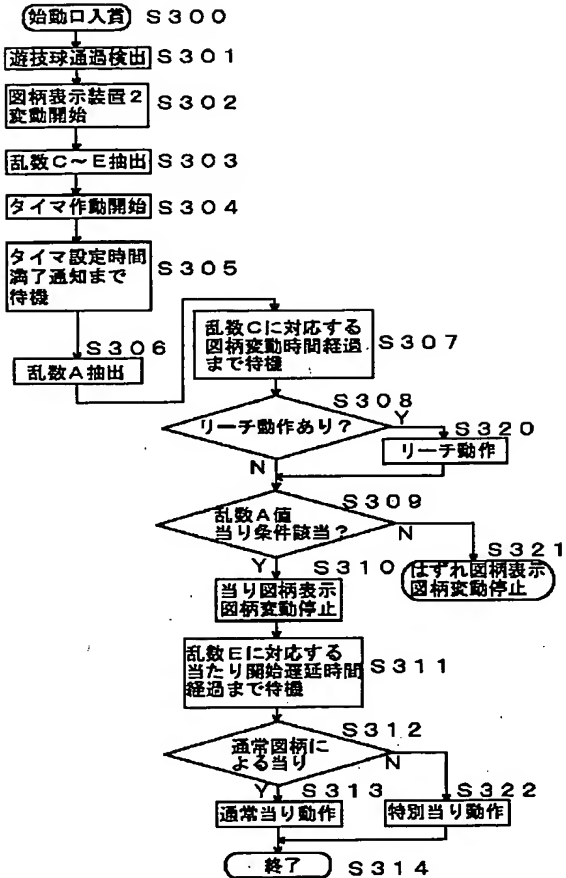 始動口入賞 S300
遊技球通過検出 S301
図柄表示装置2 S302
変動開始
乱数C~E抽出 S303
タイマ作動開始 S304
タイマ設定時間
満了通知まで S305
待機
S306
乱数A抽出
乱数Cに対応する
図柄変動時間経過 S307
まで待機
S308
リーチ動作あり?
Y
S320
リーチ動作
N
S309
乱数A値
当り条件該当?
N
S321
はずれ図柄表示
図柄変動停止
Y
S310
当り図柄表示
図柄変動停止
乱数Eに対応する
当たり開始遅延時間 S311
経過まで待機
S312
通常図柄に
よる当り
N
Y
S313
通常当り動作
S322
特別当り動作
終了 S314